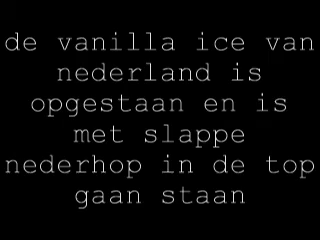 de vanilla ice van
nederland is
opgestaan en is
met slappe
nederhop in de top
gaan staan